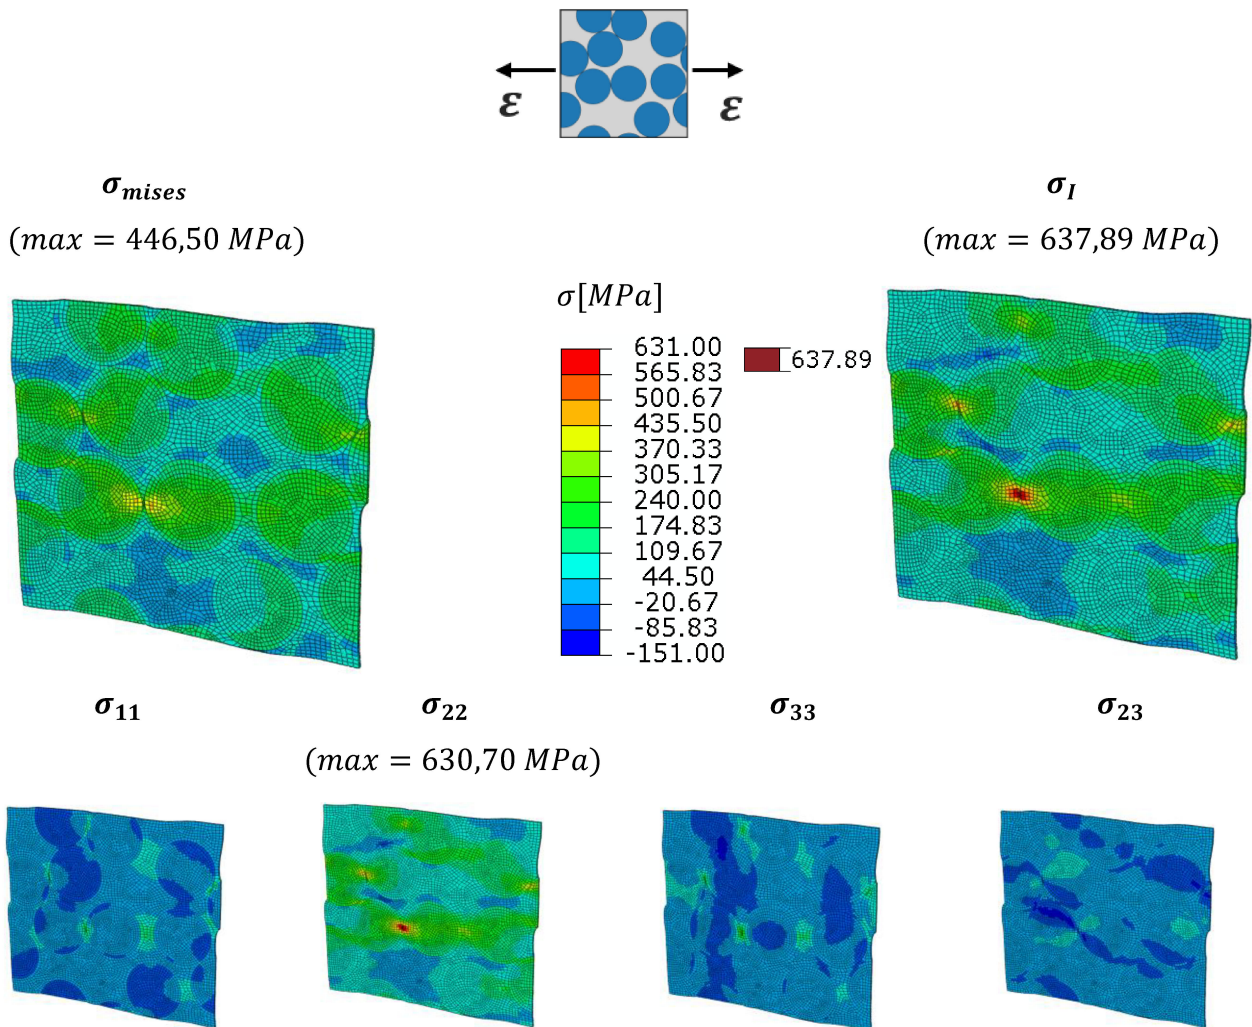 ε ε
σ_mises σ_I
(max = 446,50 MPa) (max = 637,89 MPa)
σ[MPa]
631.00 637.89
565.83
500.67
435.50
370.33
305.17
240.00
174.83
109.67
44.50
-20.67
-85.83
-151.00
σ₁₁ σ₂₂ σ₃₃ σ₂₃
(max = 630,70 MPa)